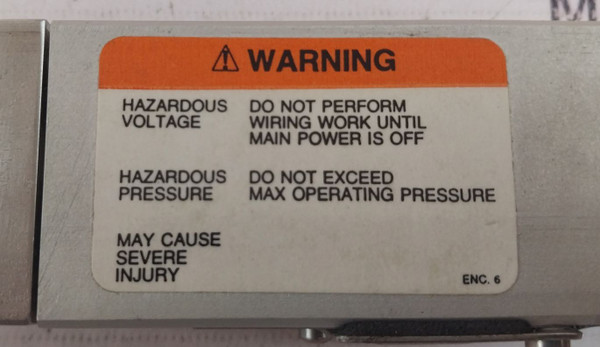 WARNING
HAZARDOUS VOLTAGE
DO NOT PERFORM
WIRING WORK UNTIL
MAIN POWER IS OFF
HAZARDOUS PRESSURE
DO NOT EXCEED
MAX OPERATING PRESSURE
MAY CAUSE
SEVERE
INJURY
ENC. 6
M